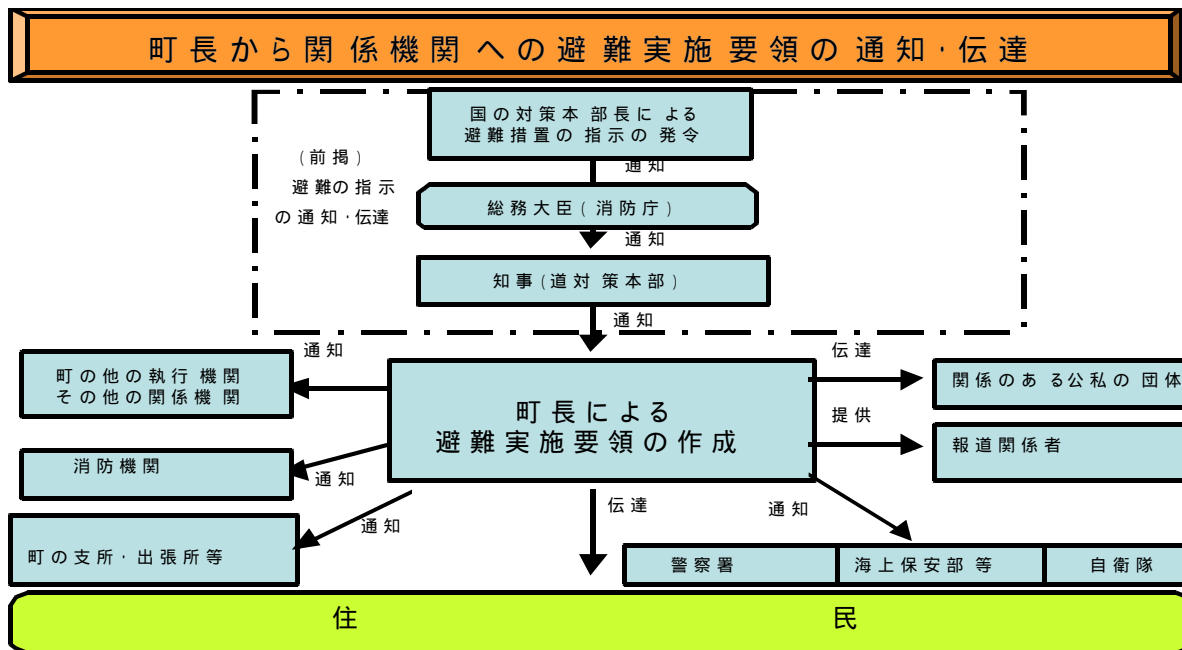 町長から関係機関への避難実施要領の通知・伝達
国の対策本部長による
避難措置の指示の発令
(前掲)
避難の指示
の通知・伝達
通知
総務大臣(消防庁)
通知
知事(道対策本部)
通知
町の他の執行機関
その他の関係機関
通知
町長による
避難実施要領の作成
伝達
関係のある公私の団体
提供
報道関係者
消防機関
通知
町の支所・出張所等
通知
伝達
通知
警察署
海上保安部等
自衛隊
住民